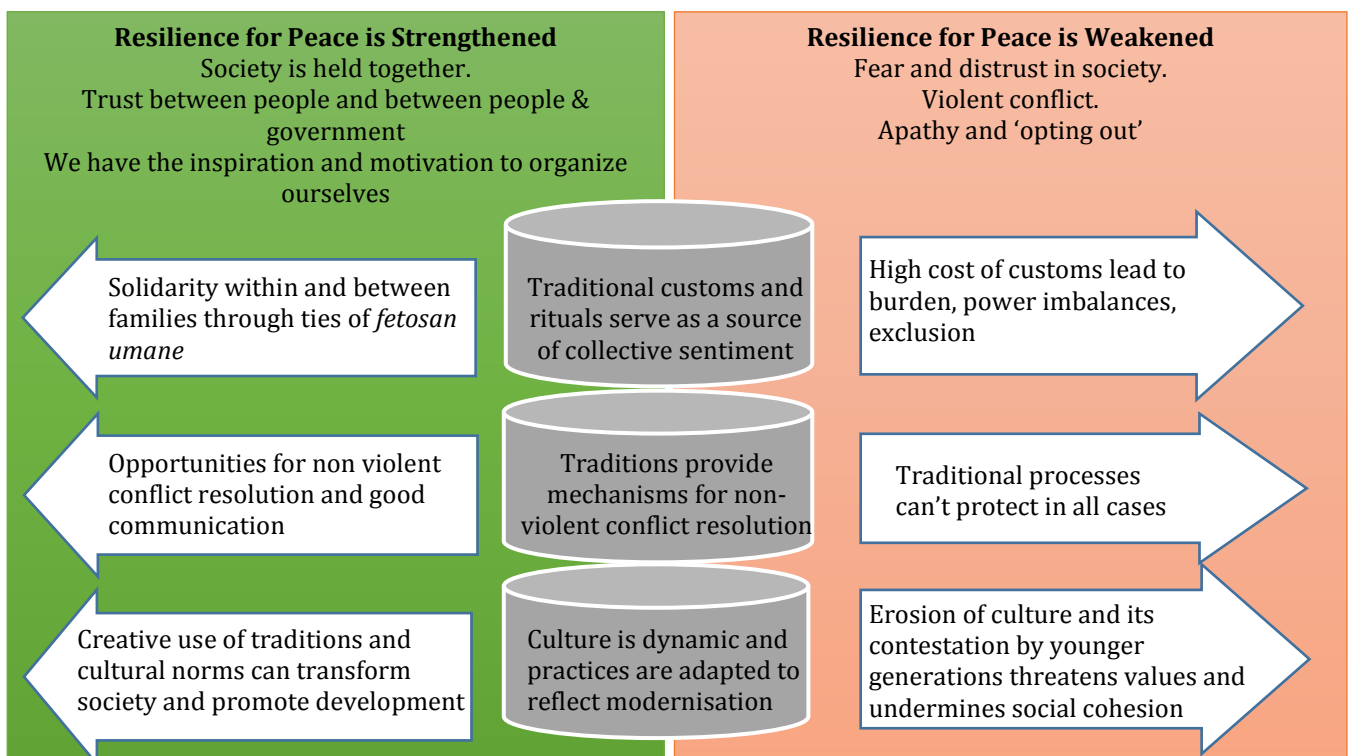 Resilience for Peace is Strengthened
Society is held together.
Trust between people and between people &
government
We have the inspiration and motivation to organize
ourselves
Resilience for Peace is Weakened
Fear and distrust in society.
Violent conflict.
Apathy and ‘opting out’
Solidarity within and between
families through ties of fetosan
umane
Traditional customs and
rituals serve as a source
of collective sentiment
High cost of customs lead to
burden, power imbalances,
exclusion
Opportunities for non violent
conflict resolution and good
communication
Traditions provide
mechanisms for non-
violent conflict resolution
Traditional processes
can’t protect in all cases
Creative use of traditions and
cultural norms can transform
society and promote development
Culture is dynamic and
practices are adapted to
reflect modernisation
Erosion of culture and its
contestation by younger
generations threatens values and
undermines social cohesion